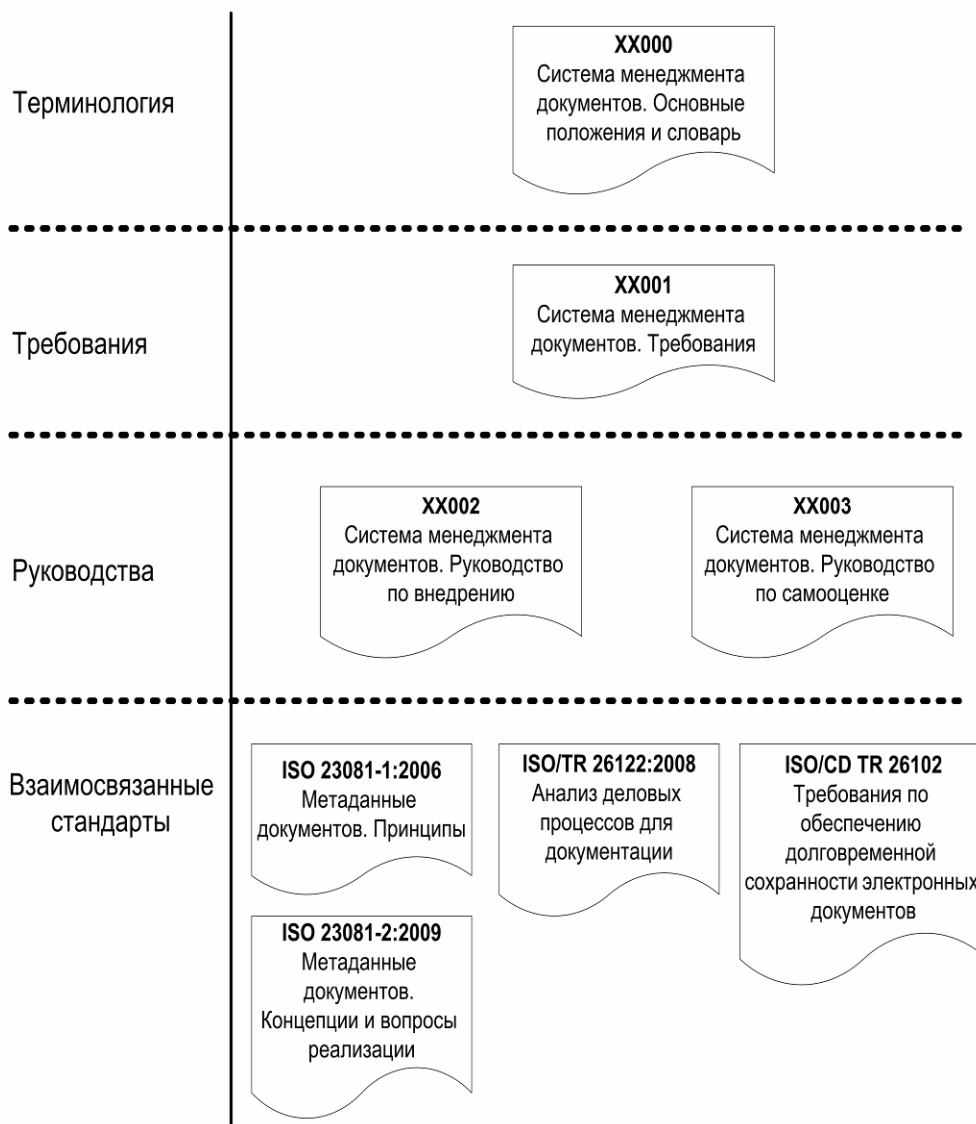 Терминология
XX000
Система менеджмента
документов. Основные
положения и словарь
Требования
XX001
Система менеджмента
документов. Требования
Руководства
XX002
Система менеджмента
документов. Руководство
по внедрению
XX003
Система менеджмента
документов. Руководство
по самооценке
Взаимосвязанные
стандарты
ISO 23081-1:2006
Метаданные
документов. Принципы
ISO/TR 26122:2008
Анализ деловых
процессов для
документации
ISO/CD TR 26102
Требования по
обеспечению
долговременной
сохранности электронных
документов
ISO 23081-2:2009
Метаданные
документов.
Концепции и вопросы
реализации